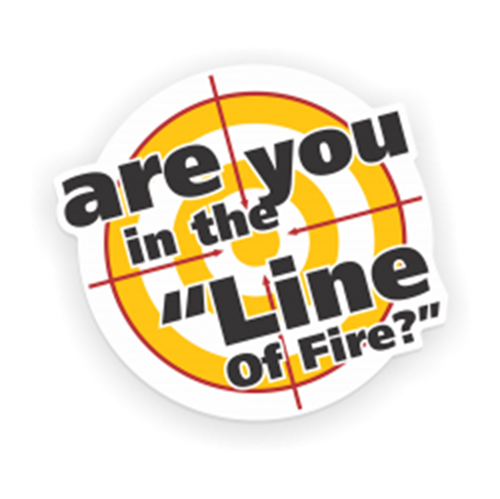 are you
in the
"Line
Of Fire?"